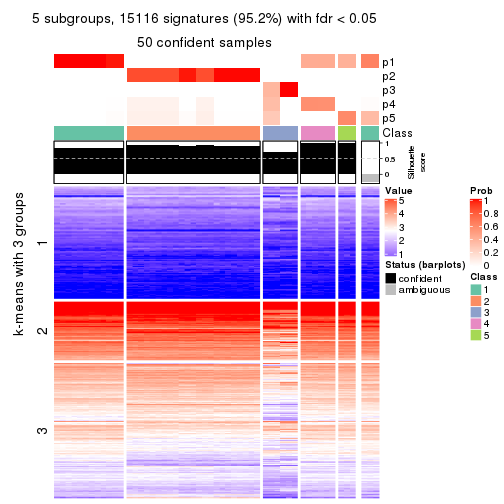 5 subgroups, 15116 signatures (95.2%) with fdr < 0.05
50 confident samples
p1
p2
p3
p4
p5
Class
1
0.5
0
Silhouette
score
k-means with 3 groups
1
2
3
Value
5
4
3
2
1
Status (barplots)
confident
ambiguous
Prob
1
0.8
0.6
0.4
0.2
0
Class
1
2
3
4
5